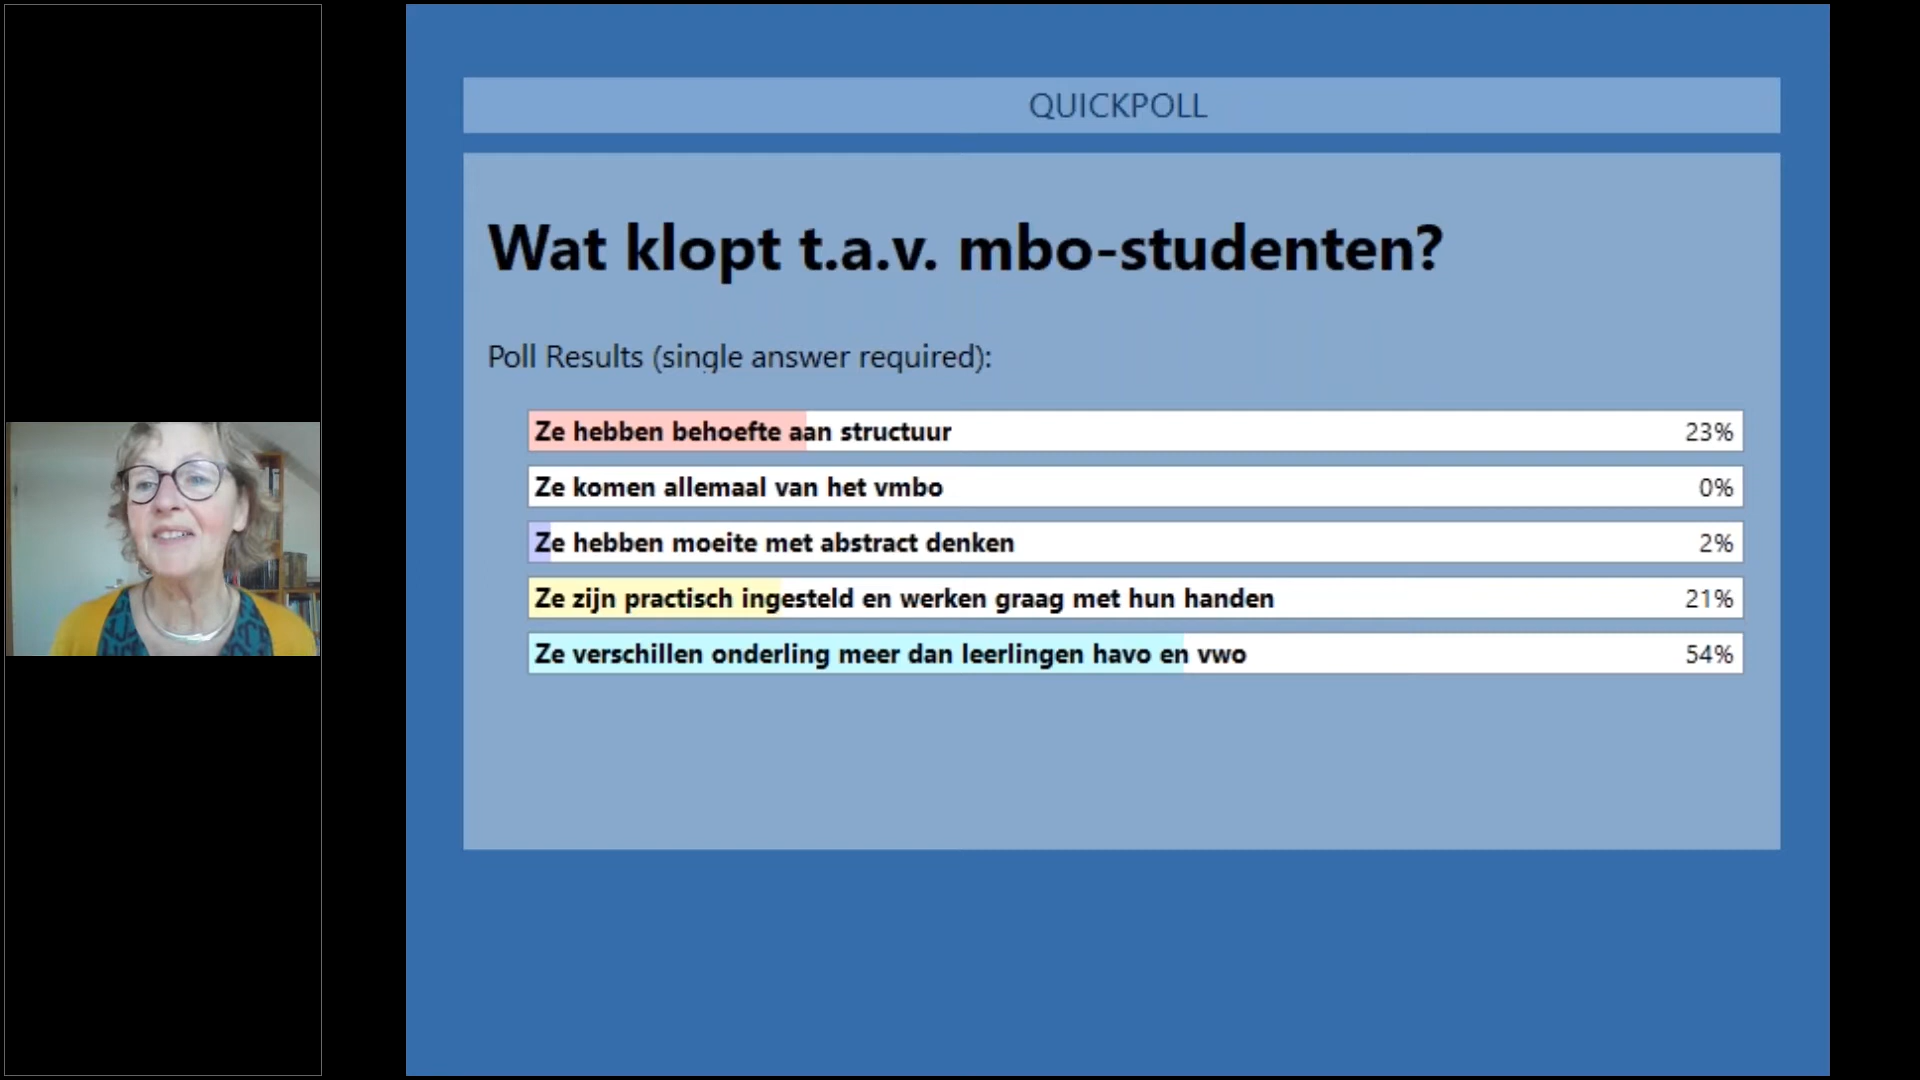 QUICKPOLL
Wat klopt t.a.v. mbo-studenten?
Poll Results (single answer required):
Ze hebben behoefte aan structuur 23%
Ze komen allemaal van het vmbo 0%
Ze hebben moeite met abstract denken 2%
Ze zijn practisch ingesteld en werken graag met hun handen 21%
Ze verschillen onderling meer dan leerlingen havo en vwo 54%